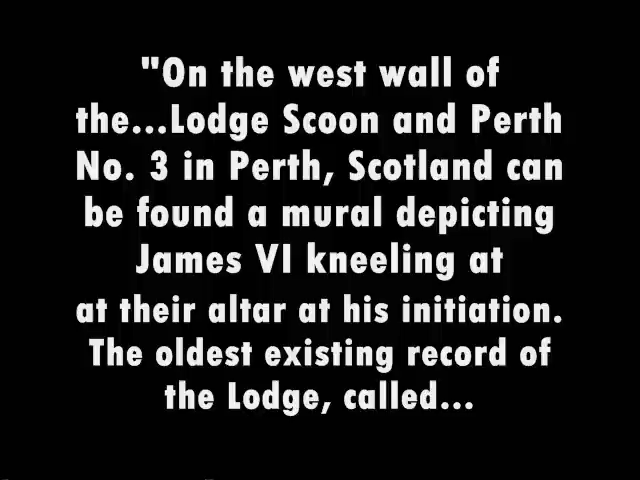 "On the west wall of
the...Lodge Scoon and Perth
No. 3 in Perth, Scotland can
be found a mural depicting
James VI kneeling at
at their altar at his initiation.
The oldest existing record of
the Lodge, called...